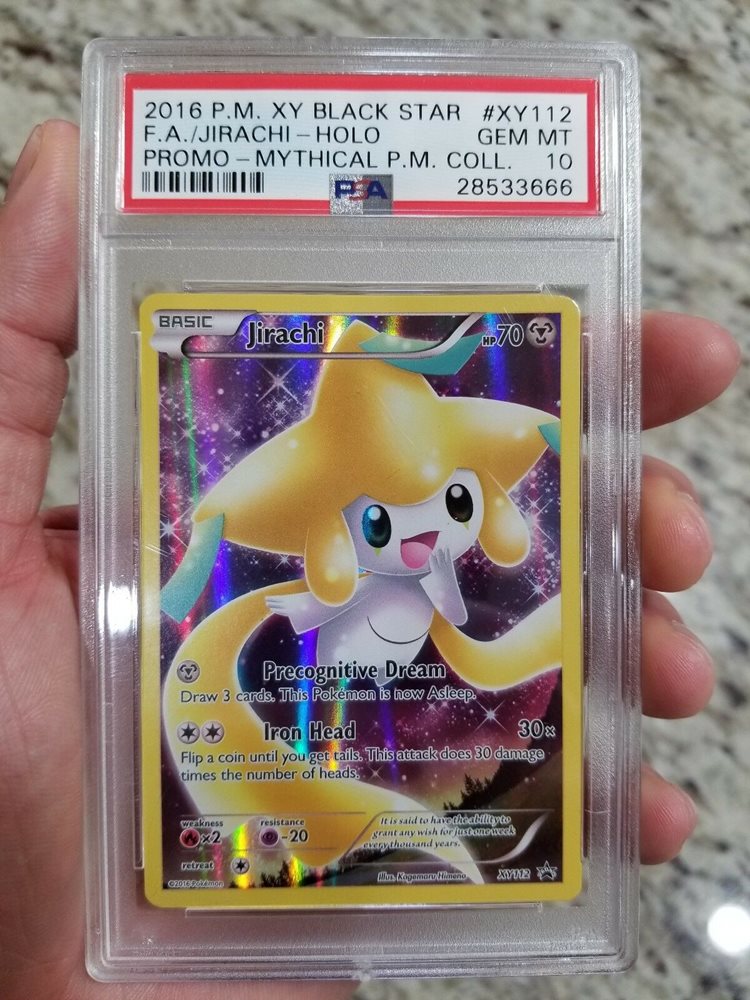 2016 P.M. XY BLACK STAR #XY112
F.A./JIRACHI-HOLO GEM MT
PROMO-MYTHICAL P.M. COLL. 10
PSA 28533666
BASIC Jirachi HP70
Precognitive Dream
Draw 3 cards. This Pokémon is now Asleep.
Iron Head 30×
Flip a coin until you get tails. This attack does 30 damage
times the number of heads.
weakness resistance
×2 -20
It is said to have the ability to
grant any wish for just one week
every thousand years.
retreat
©2016 Pokémon Illus. Kagemaru Himeno XY112